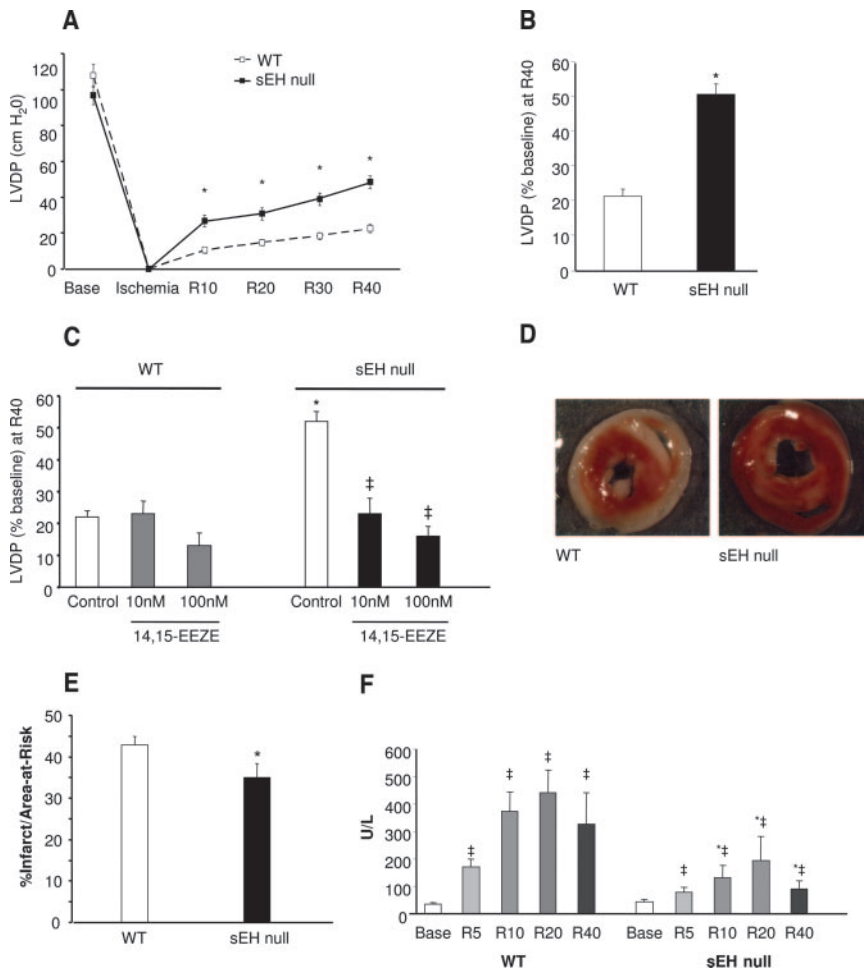 A
WT
sEH null
LVDP (cm H20)
120
100
80
60
40
20
0
Base Ischemia R10 R20 R30 R40
*
*
*
*
B
LVDP (% baseline) at R40
60
50
40
30
20
10
0
*
WT sEH null
C
WT sEH null
LVDP (% baseline) at R40
60
50
40
30
20
10
0
*
‡
‡
Control 10nM 100nM Control 10nM 100nM
14,15-EEZE 14,15-EEZE
D
WT sEH null
E
%Infarct/Area-at-Risk
50
40
30
20
10
0
*
WT sEH null
F
U/L
600
500
400
300
200
100
0
‡
‡
‡
‡
‡
*‡
*‡
*‡
Base R5 R10 R20 R40 Base R5 R10 R20 R40
WT sEH null